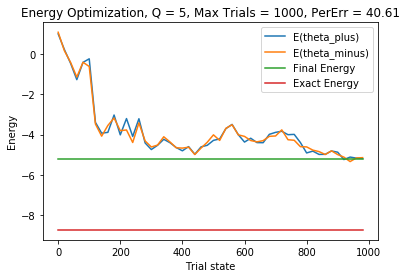 Energy Optimization, Q = 5, Max Trials = 1000, PerErr = 40.61
E(theta_plus)
E(theta_minus)
Final Energy
Exact Energy
Energy
0
−2
−4
−6
−8
0 200 400 600 800 1000
Trial state